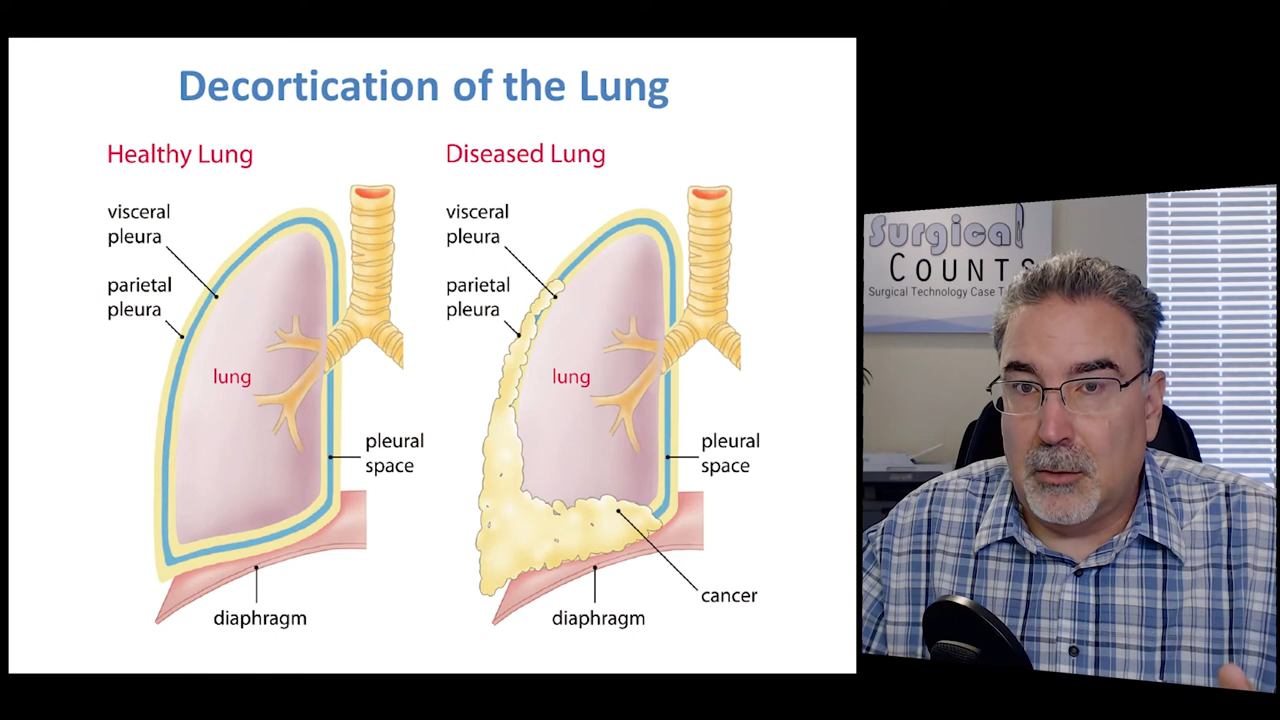 Decortication of the Lung
Healthy Lung
visceral
pleura
parietal
pleura
lung
pleural
space
diaphragm
Diseased Lung
visceral
pleura
parietal
pleura
lung
pleural
space
cancer
diaphragm
Surgical
COUNTS
Surgical Technology Case